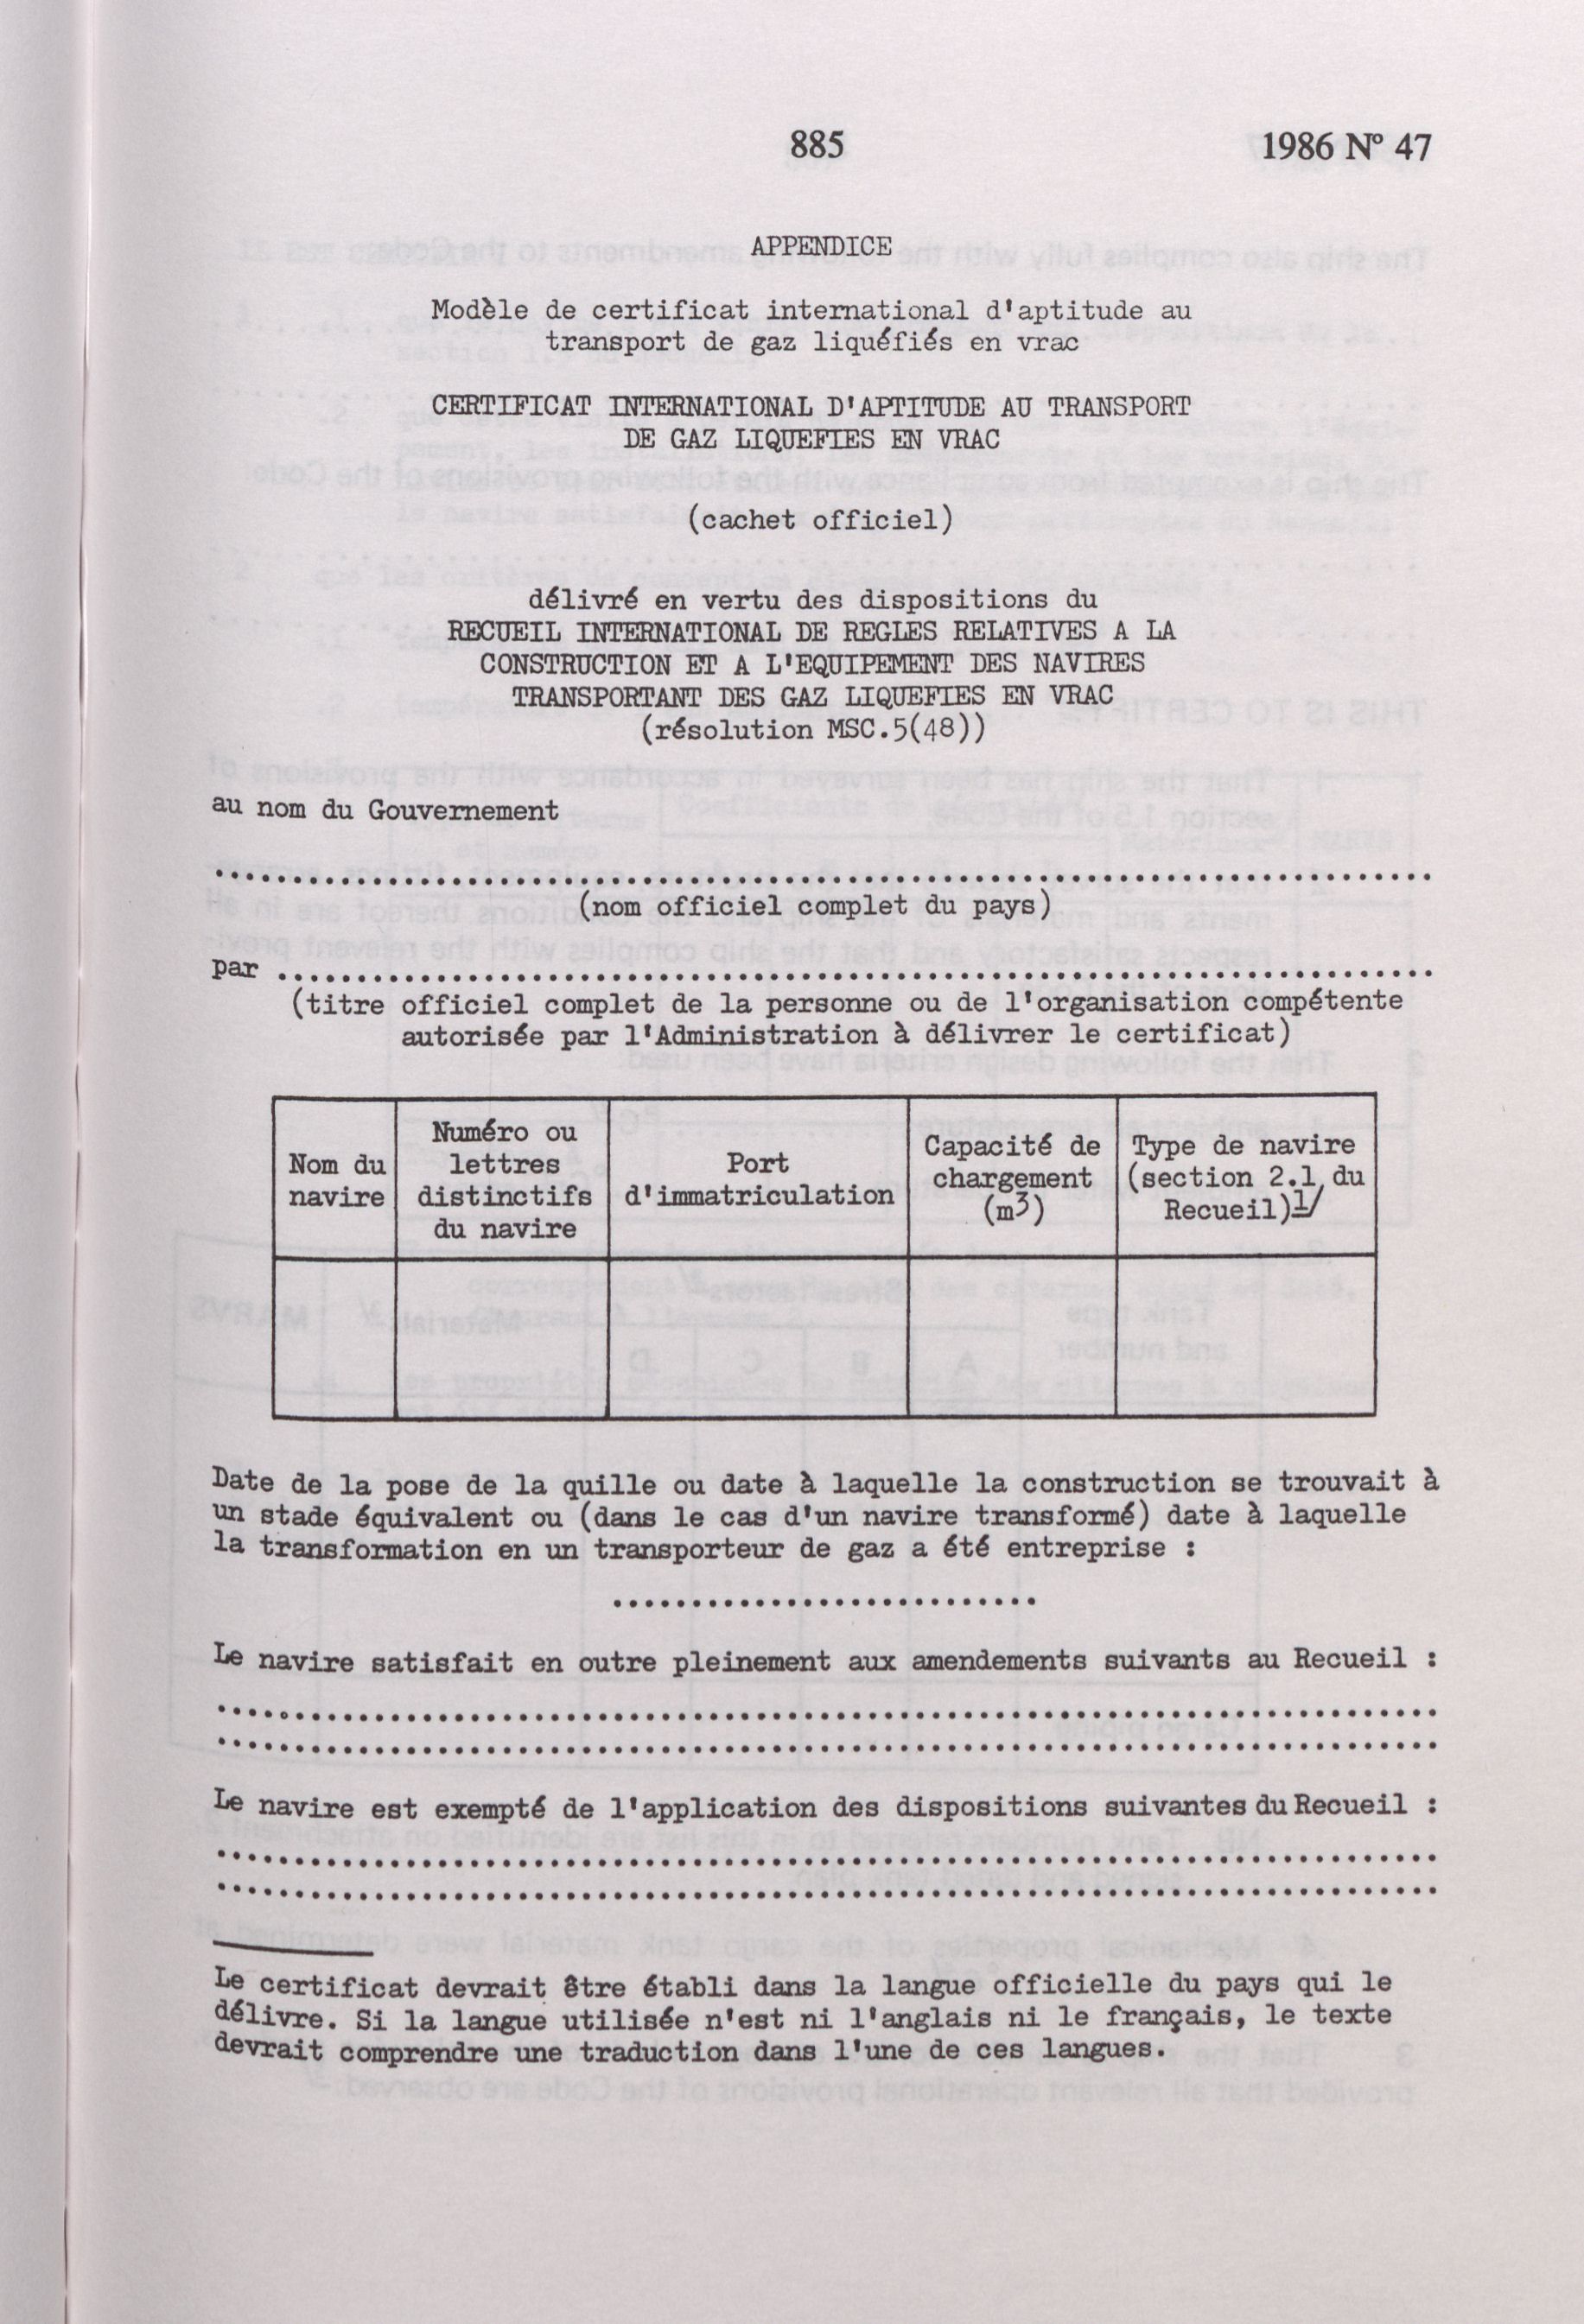 885
1986 Nº 47
APPENDICE
Modèle de certificat international d'aptitude au
transport de gaz liquéfiés en vrac
CERTIFICAT INTERNATIONAL D'APTITUDE AU TRANSPORT
DE GAZ LIQUEFIES EN VRAC
(cachet officiel)
délivré en vertu des dispositions du
RECUEIL INTERNATIONAL DE REGLES RELATIVES A LA
CONSTRUCTION ET A L'EQUIPEMENT DES NAVIRES
TRANSPORTANT DES GAZ LIQUEFIES EN VRAC
(résolution MSC.5(48))
au nom du Gouvernement
..............................................................................
(nom officiel complet du pays)
par ..........................................................................
(titre officiel complet de la personne ou de l'organisation compétente
autorisée par l'Administration à délivrer le certificat)
Nom du
navire
Numéro ou
lettres
distinctifs
du navire
Port
d'immatriculation
Capacité de
chargement
(m3)
Type de navire
(section 2.1 du
Recueil)1/
Date de la pose de la quille ou date à laquelle la construction se trouvait à
un stade équivalent ou (dans le cas d'un navire transformé) date à laquelle
la transformation en un transporteur de gaz a été entreprise :
...........................
Le navire satisfait en outre pleinement aux amendements suivants au Recueil :
..............................................................................
..............................................................................
Le navire est exempté de l'application des dispositions suivantes du Recueil :
..............................................................................
..............................................................................
Le certificat devrait être établi dans la langue officielle du pays qui le
délivre. Si la langue utilisée n'est ni l'anglais ni le français, le texte
devrait comprendre une traduction dans l'une de ces langues.